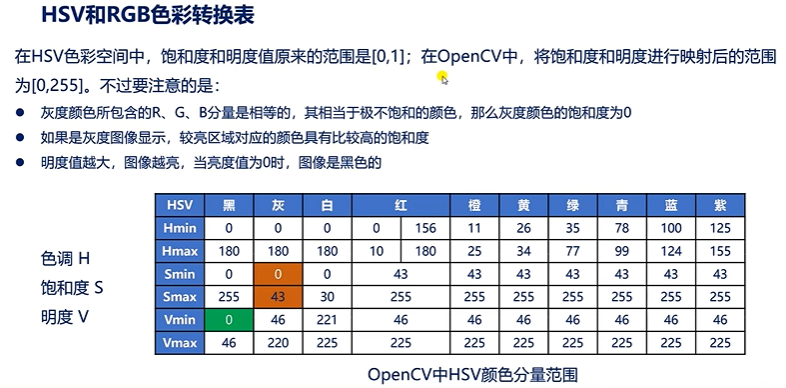 HSV和RGB色彩转换表
在HSV色彩空间中，饱和度和明度值原来的范围是[0,1]；在OpenCV中，将饱和度和明度进行映射后的范围
为[0,255]。不过要注意的是：
● 灰度颜色所包含的R、G、B分量是相等的，其相当于极不饱和的颜色，那么灰度颜色的饱和度为0
● 如果是灰度图像显示，较亮区域对应的颜色具有比较高的饱和度
● 明度值越大，图像越亮，当亮度值为0时，图像是黑色的
色调 H
饱和度 S
明度 V
HSV 黑 灰 白 红 橙 黄 绿 青 蓝 紫
Hmin 0 0 0 0 156 11 26 35 78 100 125
Hmax 180 180 180 10 180 25 34 77 99 124 155
Smin 0 0 0 43 43 43 43 43 43 43
Smax 255 43 30 255 255 255 255 255 255 255
Vmin 0 46 221 46 46 46 46 46 46 46
Vmax 46 220 225 225 225 225 225 225 225 225
OpenCV中HSV颜色分量范围